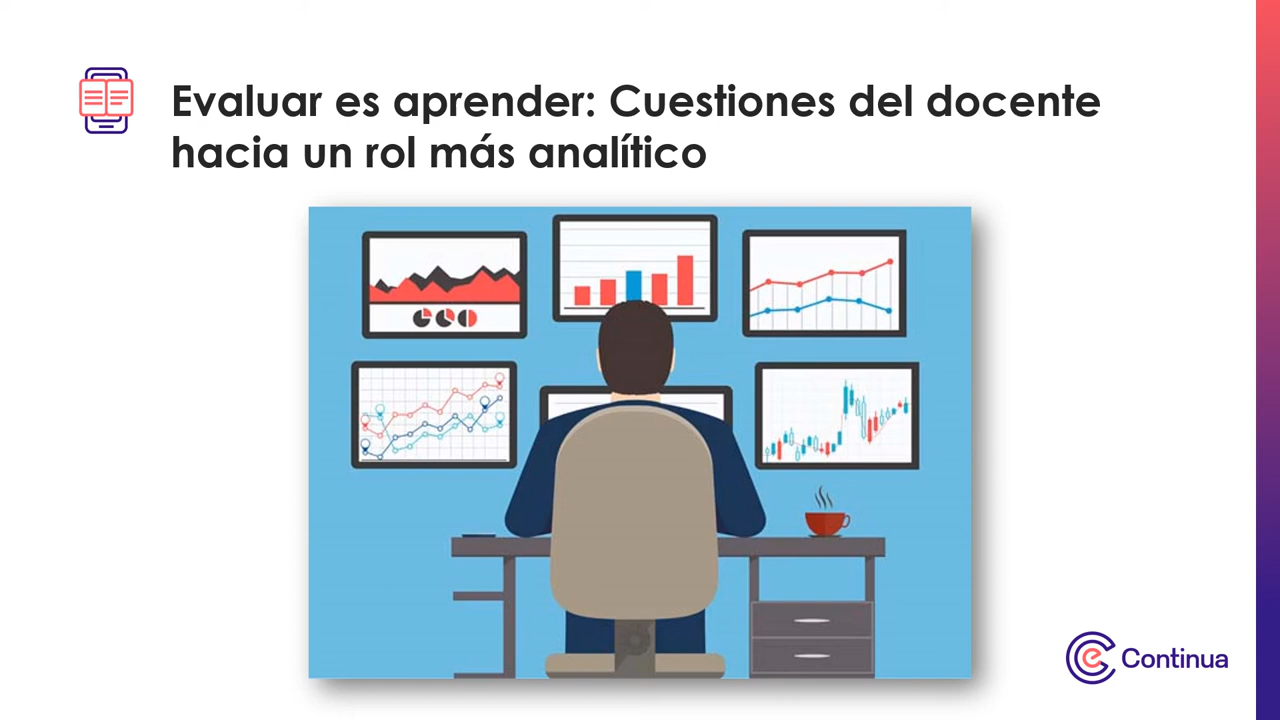 Evaluar es aprender: Cuestiones del docente
hacia un rol más analítico
Continua